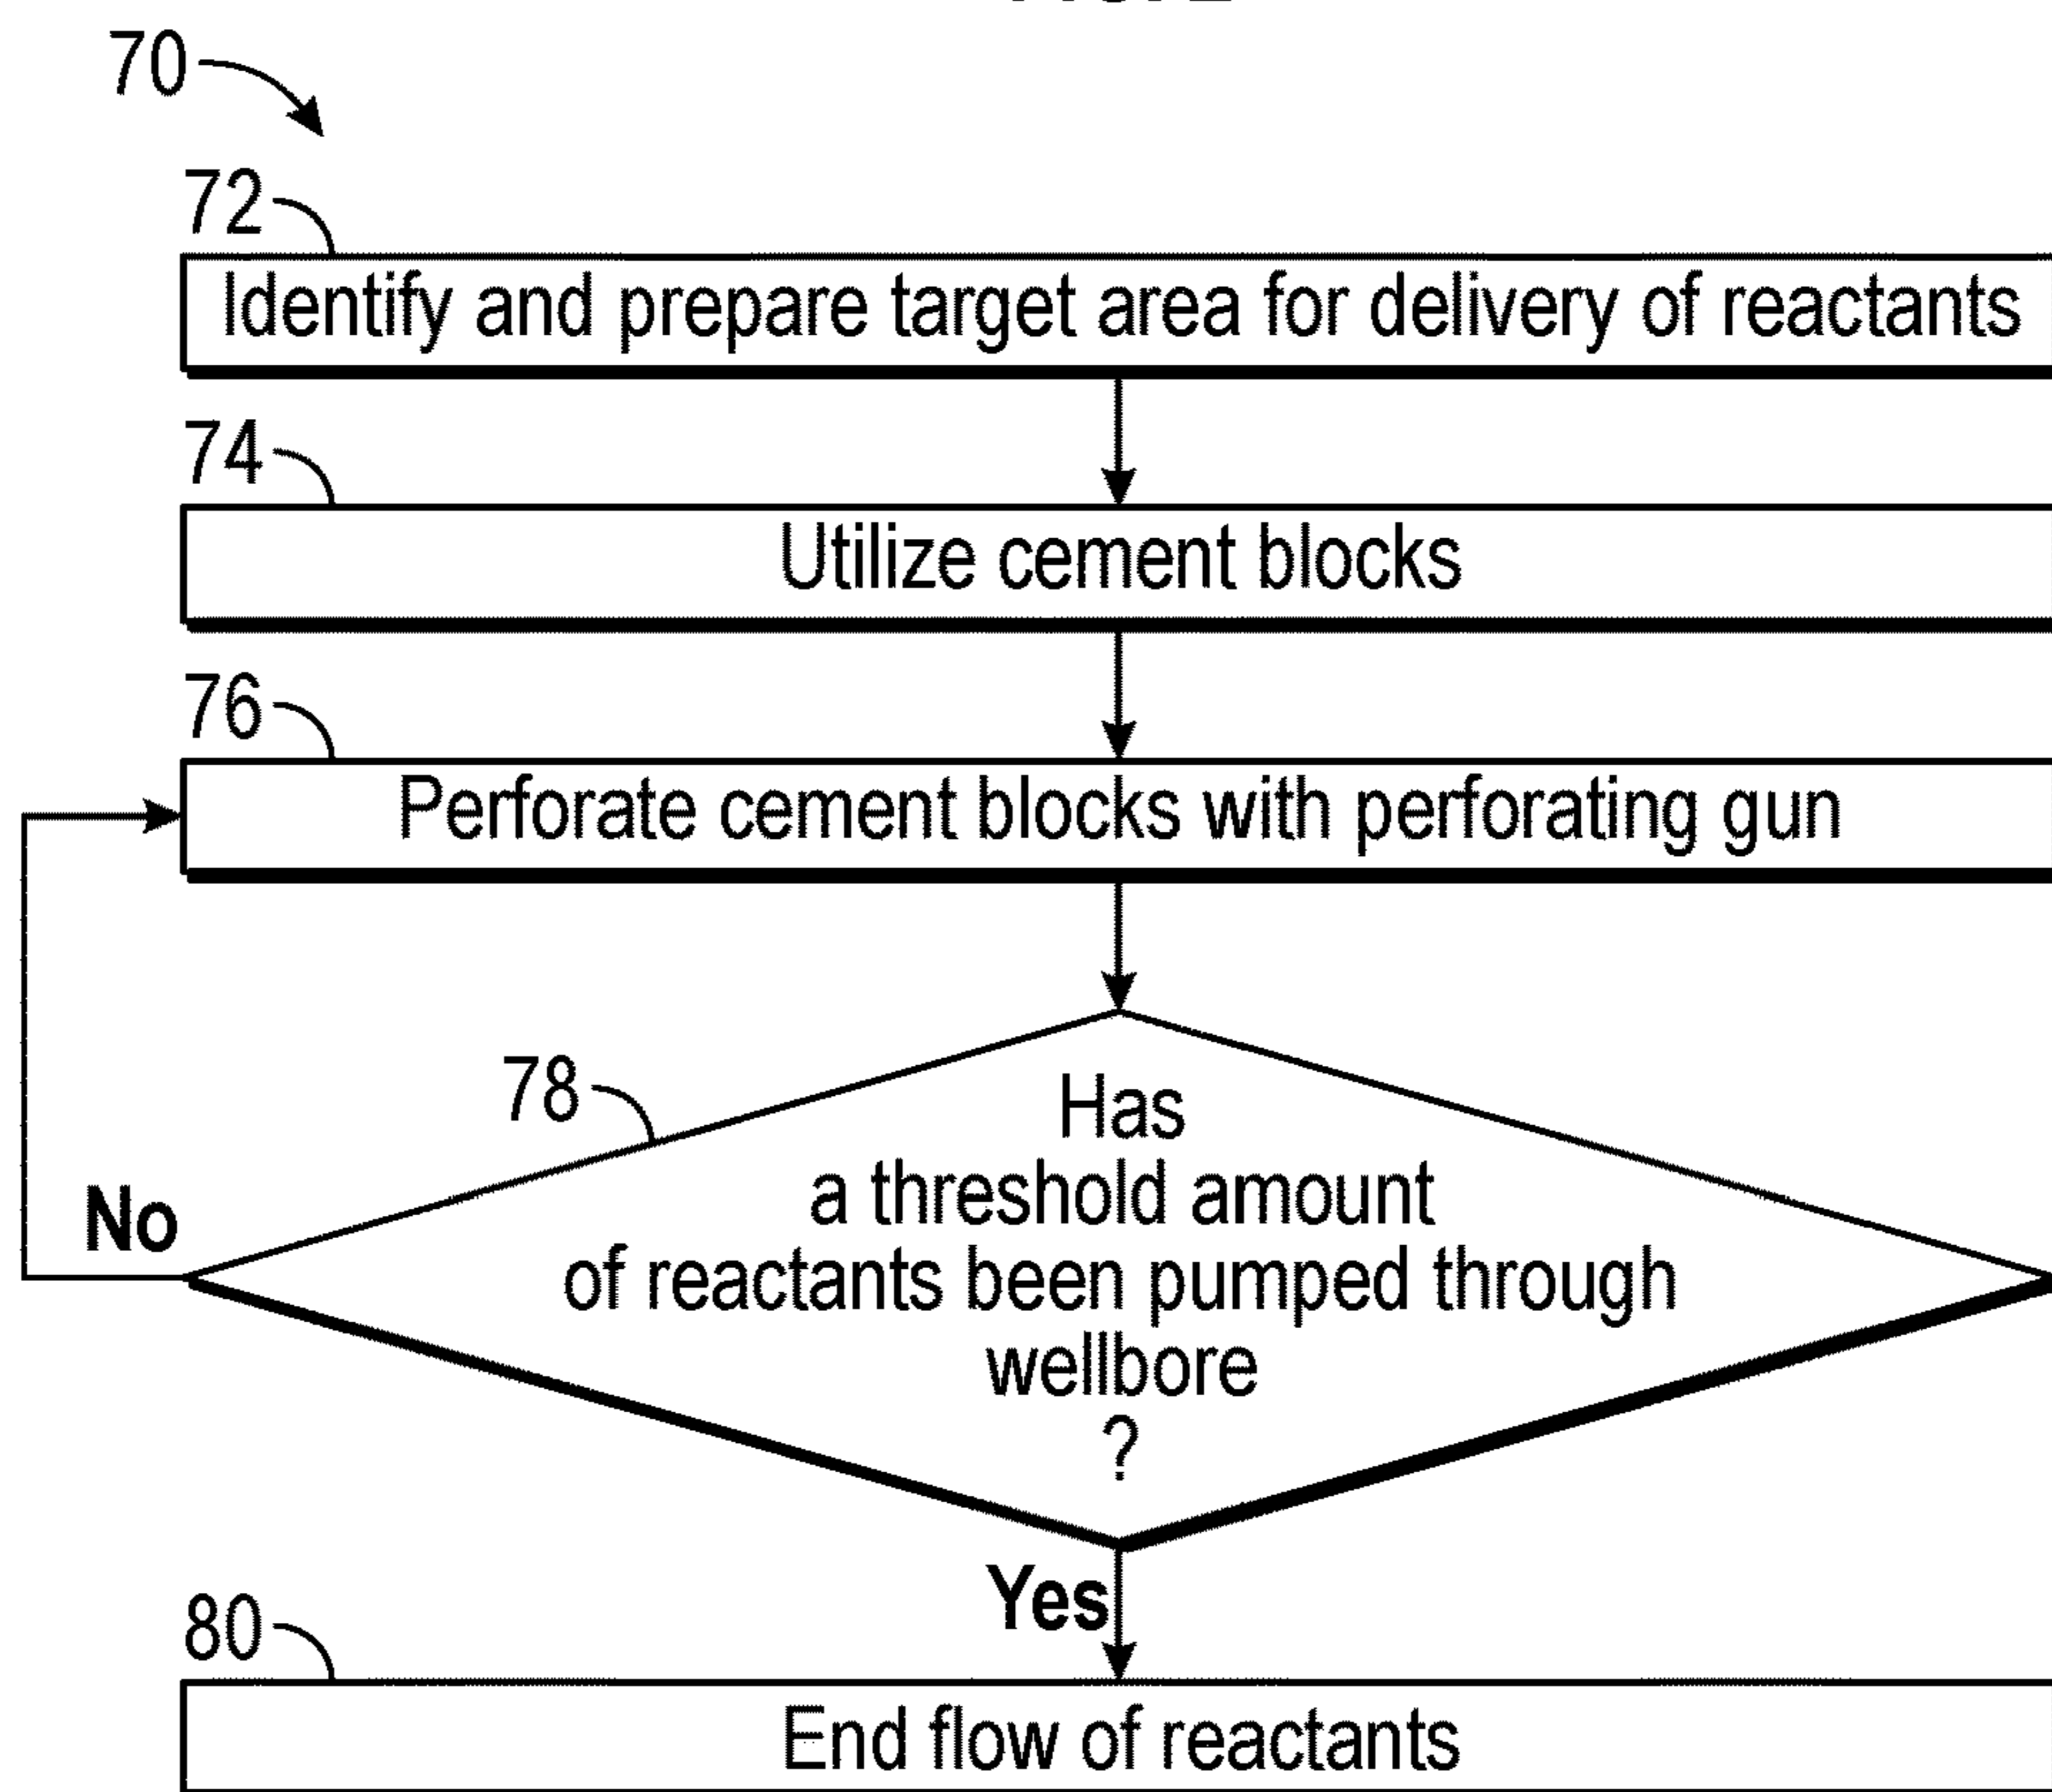 70
72
Identify and prepare target area for delivery of reactants
74
Utilize cement blocks
76
Perforate cement blocks with perforating gun
78
Has
a threshold amount
of reactants been pumped through
wellbore
?
No
Yes
80
End flow of reactants